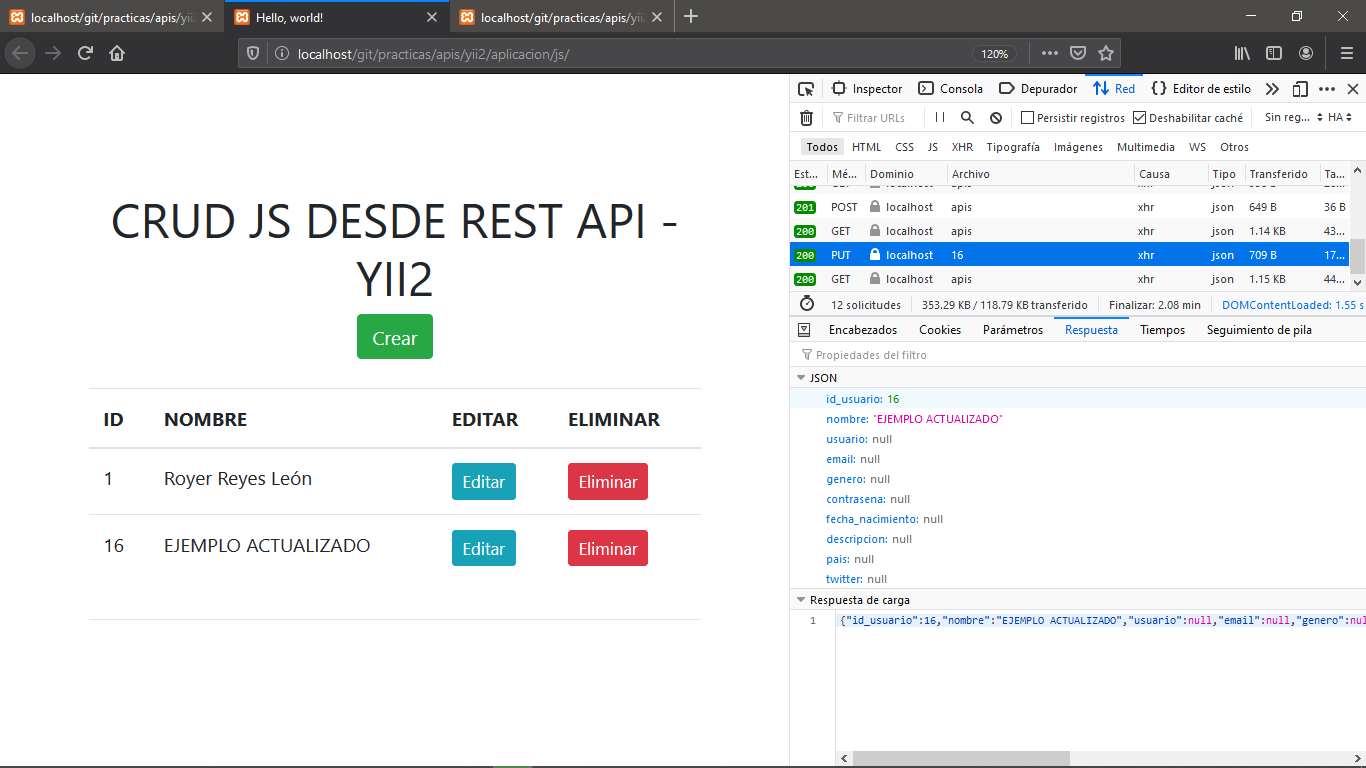 localhost/git/practicas/apis/yii
Hello, world!
localhost/git/practicas/apis/yii
localhost/git/practicas/apis/yii2/aplicacion/js/
120%
CRUD JS DESDE REST API -
YII2
Crear
ID NOMBRE EDITAR ELIMINAR
1 Royer Reyes León Editar Eliminar
16 EJEMPLO ACTUALIZADO Editar Eliminar
Inspector Consola Depurador Red Editor de estilo
Filtrar URLs Persistir registros Deshabilitar caché Sin reg... HA
Todos HTML CSS JS XHR Tipografía Imágenes Multimedia WS Otros
Est... Mé... Dominio Archivo Causa Tipo Transferido Ta...
201 POST localhost apis xhr json 649 B 36 B
200 GET localhost apis xhr json 1.14 KB 43...
200 PUT localhost 16 xhr json 709 B 17...
200 GET localhost apis xhr json 1.15 KB 44...
12 solicitudes 353.29 KB / 118.79 KB transferido Finalizar: 2.08 min DOMContentLoaded: 1.55 s
Encabezados Cookies Parámetros Respuesta Tiempos Seguimiento de pila
Propiedades del filtro
JSON
id_usuario: 16
nombre: "EJEMPLO ACTUALIZADO"
usuario: null
email: null
genero: null
contrasena: null
fecha_nacimiento: null
descripcion: null
pais: null
twitter: null
Respuesta de carga
1 {"id_usuario":16,"nombre":"EJEMPLO ACTUALIZADO","usuario":null,"email":null,"genero":nul